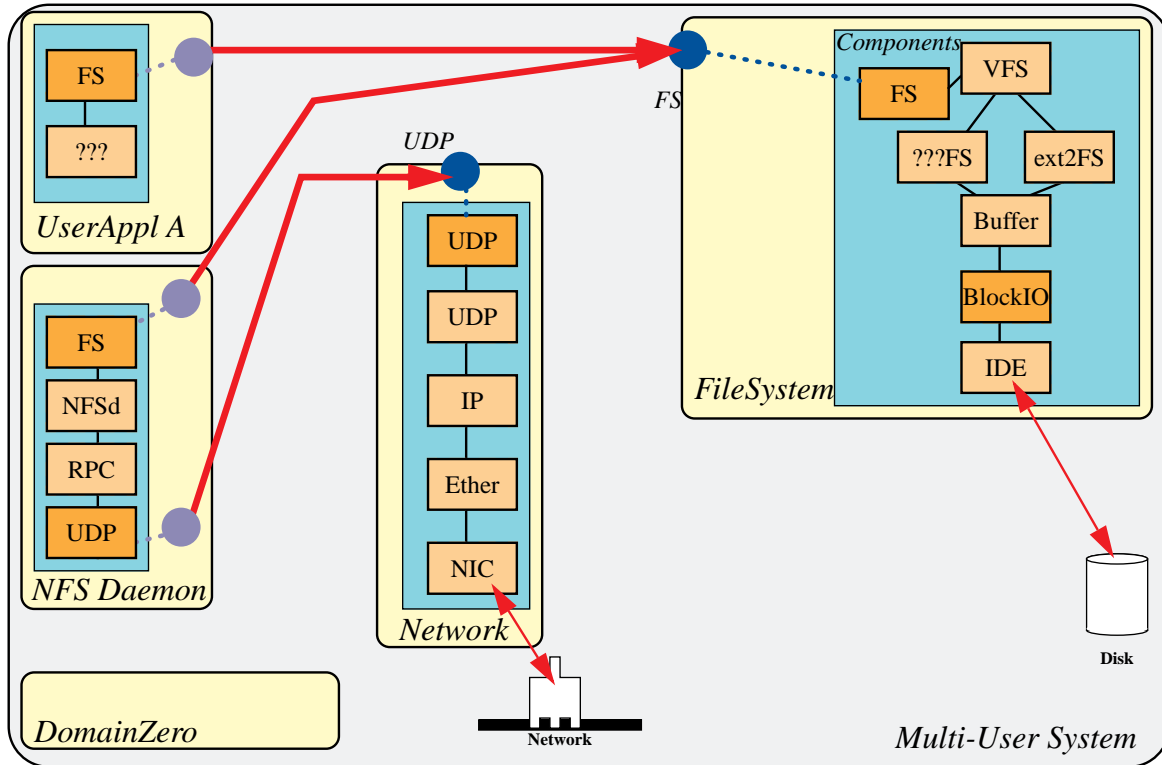 FS
???
UserAppl A
FS
NFSd
RPC
UDP
NFS Daemon
DomainZero
UDP
UDP
UDP
IP
Ether
NIC
Network
Network
FS
Components
FS
VFS
???FS
ext2FS
Buffer
BlockIO
IDE
FileSystem
Disk
Multi-User System